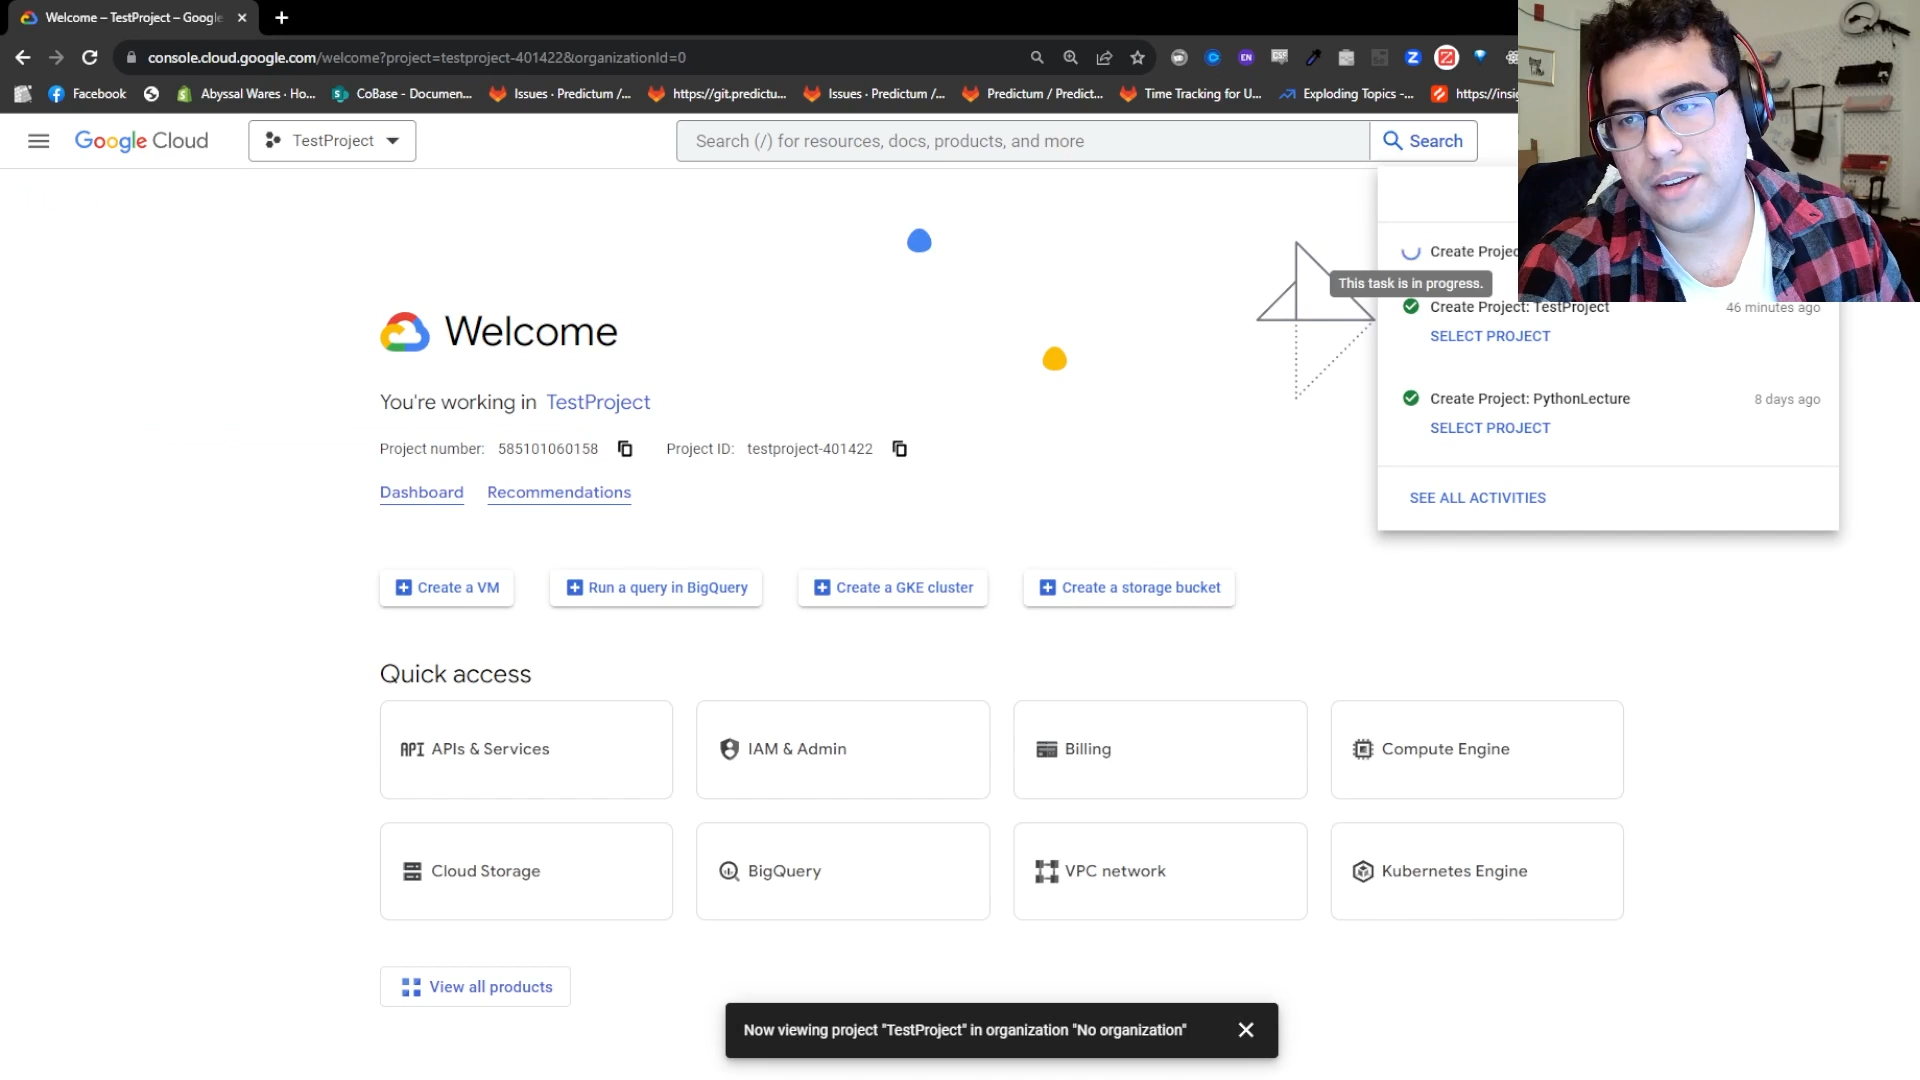 Welcome – TestProject – Google
console.cloud.google.com/welcome?project=testproject-401422&organizationId=0
EN
Facebook
Abyssal Wares · Ho...
CoBase - Documen...
Issues · Predictum /...
https://git.predictu...
Issues · Predictum /...
Predictum / Predict...
Time Tracking for U...
Exploding Topics -...
https://insi
Google Cloud
TestProject
Search (/) for resources, docs, products, and more
Search
Create Projec
This task is in progress.
Create Project: TestProject
46 minutes ago
SELECT PROJECT
Create Project: PythonLecture
8 days ago
SELECT PROJECT
SEE ALL ACTIVITIES
Welcome
You're working in TestProject
Project number: 585101060158
Project ID: testproject-401422
Dashboard
Recommendations
Create a VM
Run a query in BigQuery
Create a GKE cluster
Create a storage bucket
Quick access
API APIs & Services
IAM & Admin
Billing
Compute Engine
Cloud Storage
BigQuery
VPC network
Kubernetes Engine
View all products
Now viewing project "TestProject" in organization "No organization"